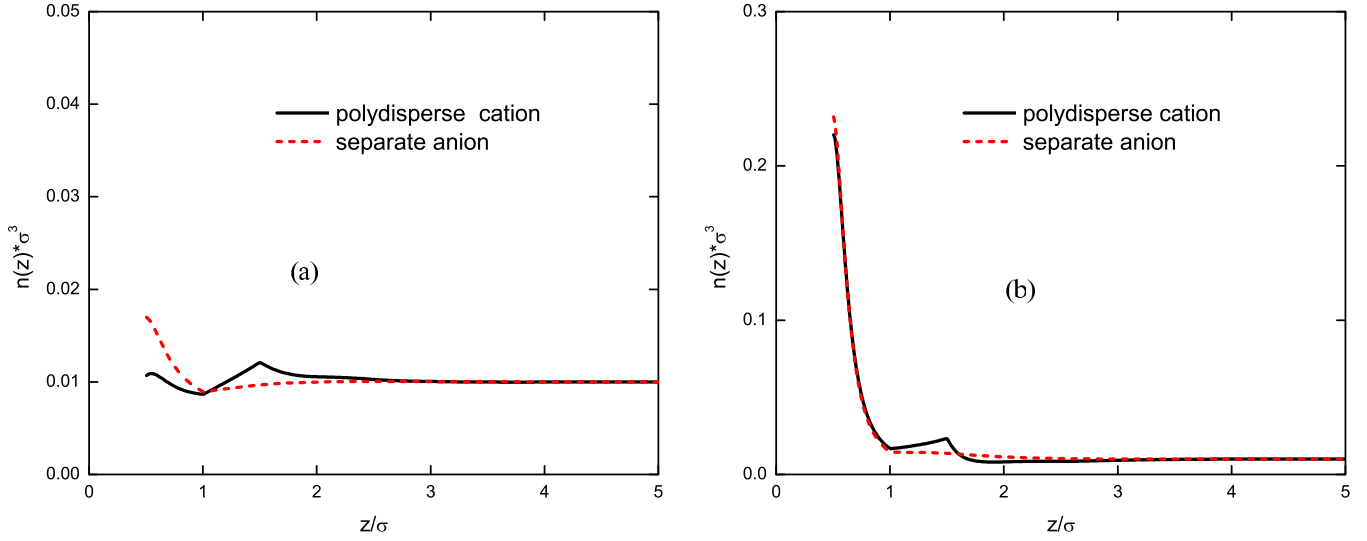 0.05
0.04
0.03
0.02
0.01
0.00
n(z)*σ³
polydisperse cation
separate anion
(a)
0 1 2 3 4 5
z/σ
0.3
0.2
0.1
0.0
n(z)*σ³
polydisperse cation
separate anion
(b)
0 1 2 3 4 5
z/σ